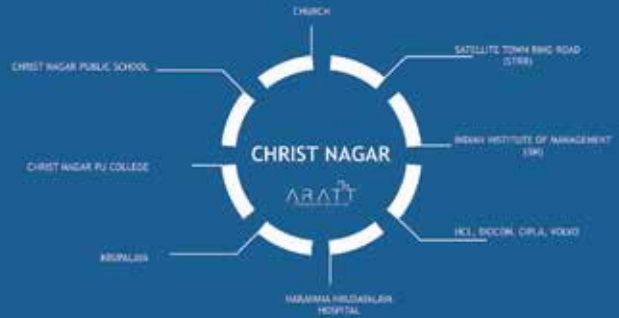 CHURCH
SATELLITE TOWN RING ROAD
(STRR)
CHRIST NAGAR PUBLIC SCHOOL
CHRIST NAGAR
INDIAN INSTITUTE OF MANAGEMENT
(IIM)
CHRIST NAGAR PU COLLEGE
ARATT
HCL, BIOCON, CIPLA, VOLVO
KRUPALAYA
NARAYANA HRUDAYALAYA
HOSPITAL